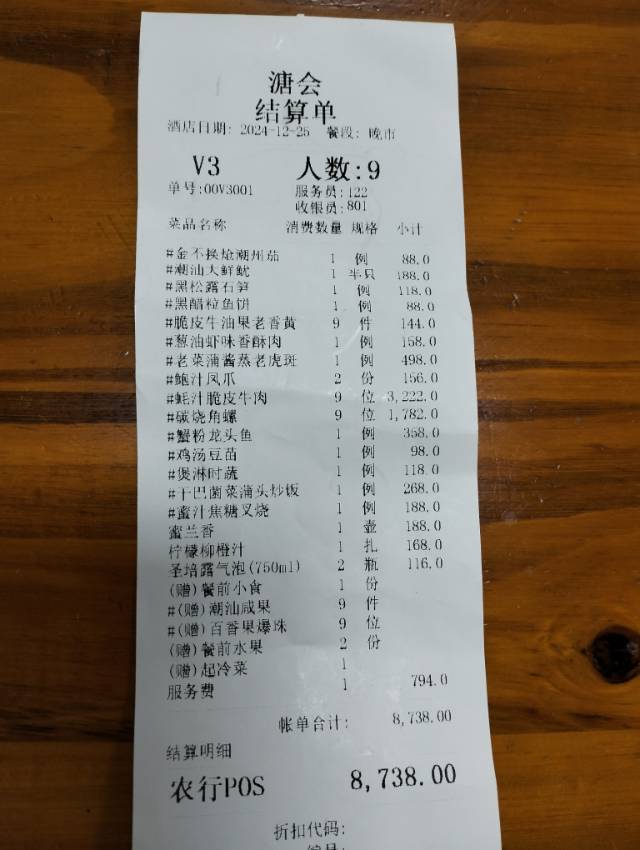 溏会
结算单
酒店日期: 2024-12-25 餐段: 晚市
V3 人数:9
单号:00V3001 服务员:122
收银员:801
菜品名称 消费数量 规格 小计
#金不换炝潮州茄 1 例 88.0
#潮汕大鲜鱿 1 半只 188.0
#黑松露石笋 1 例 118.0
#黑醋粒鱼饼 1 例 88.0
#脆皮牛油果老香黄 9 件 144.0
#葱油虾味香酥肉 1 例 158.0
#老菜蒲酱蒸老虎斑 1 例 498.0
#鲍汁凤爪 2 份 156.0
#蚝汁脆皮牛肉 9 位 3,222.0
#碳烧角螺 9 位 1,782.0
#蟹粉龙头鱼 1 例 358.0
#鸡汤豆苗 1 例 98.0
#煲淋时蔬 1 例 118.0
#干巴菌菜蒲头炒饭 1 例 268.0
#蜜汁焦糖叉烧 1 例 188.0
蜜兰香 1 壶 188.0
柠檬柳橙汁 1 扎 168.0
圣培露气泡(750ml) 2 瓶 116.0
(赠)餐前小食 1 份
#(赠)潮汕咸果 9 件
#(赠)百香果爆珠 9 位
(赠)餐前水果 2 份
(赠)起冷菜 1
服务费 1 794.0
帐单合计: 8,738.00
结算明细
农行POS 8,738.00
折扣代码: